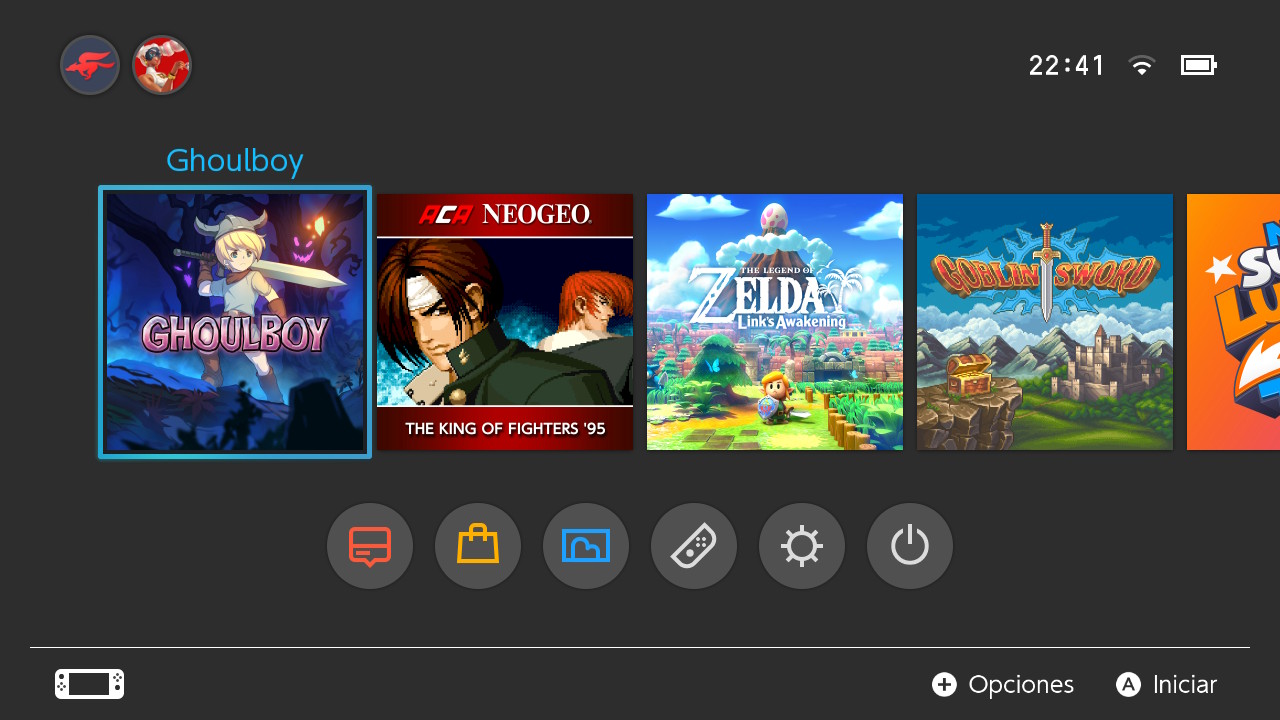 22:41
Ghoulboy
GHOULBOY
ACA NEOGEO
THE KING OF FIGHTERS '95
THE LEGEND OF
ZELDA
Link's Awakening
GOBLIN SWORD
Opciones
A Iniciar